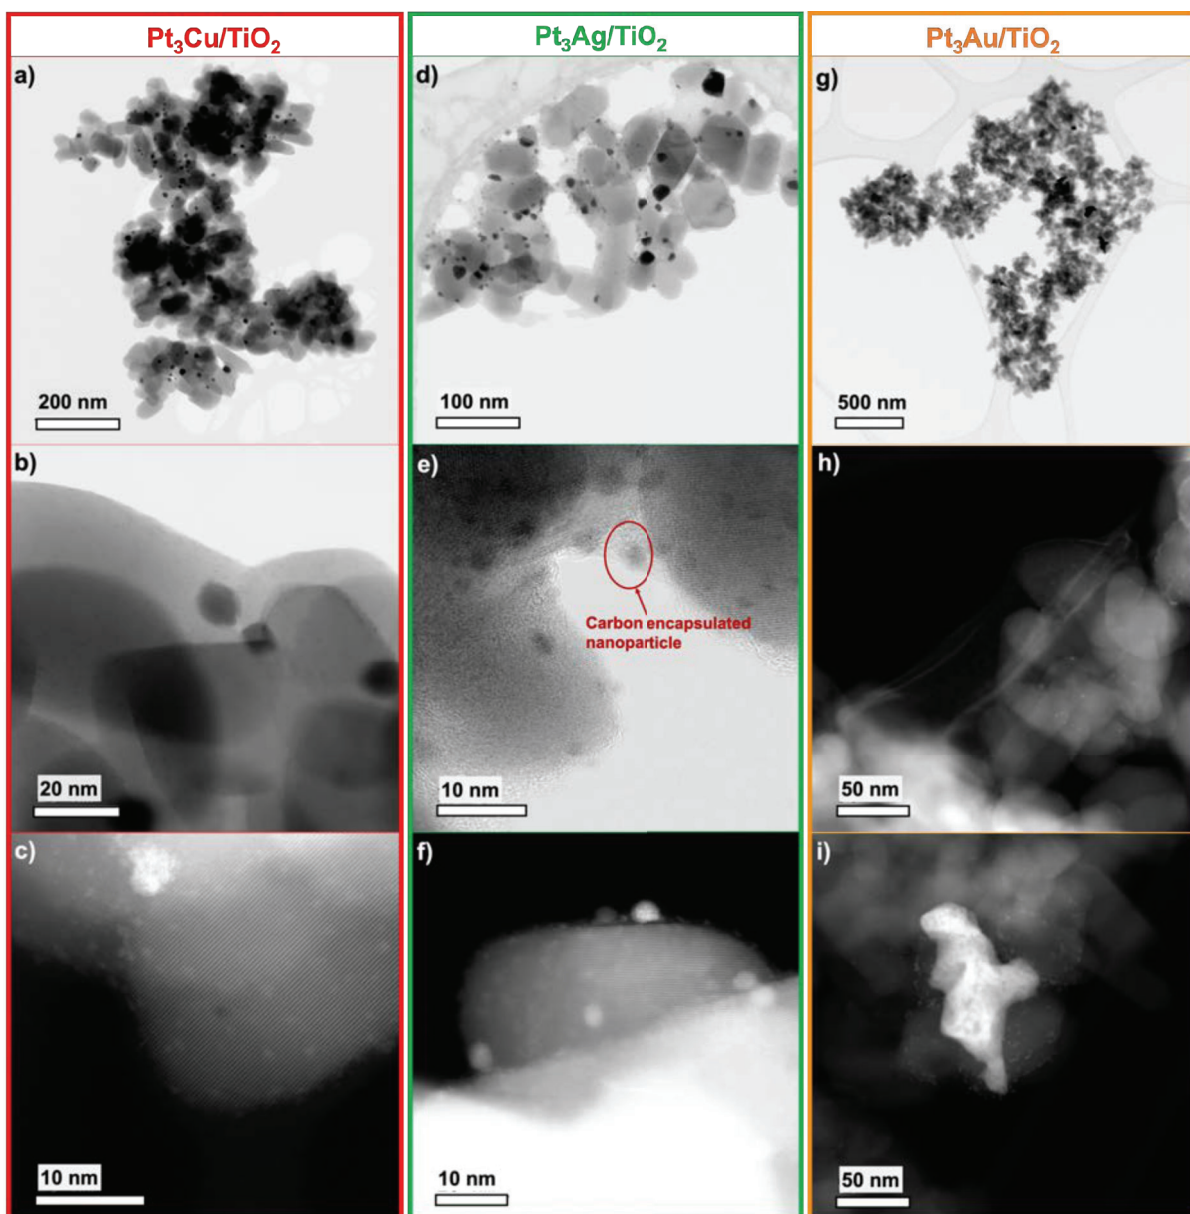 Pt₃Cu/TiO₂
a)
200 nm
b)
20 nm
c)
10 nm
Pt₃Ag/TiO₂
d)
100 nm
e)
Carbon encapsulated
nanoparticle
10 nm
f)
10 nm
Pt₃Au/TiO₂
g)
500 nm
h)
50 nm
i)
50 nm